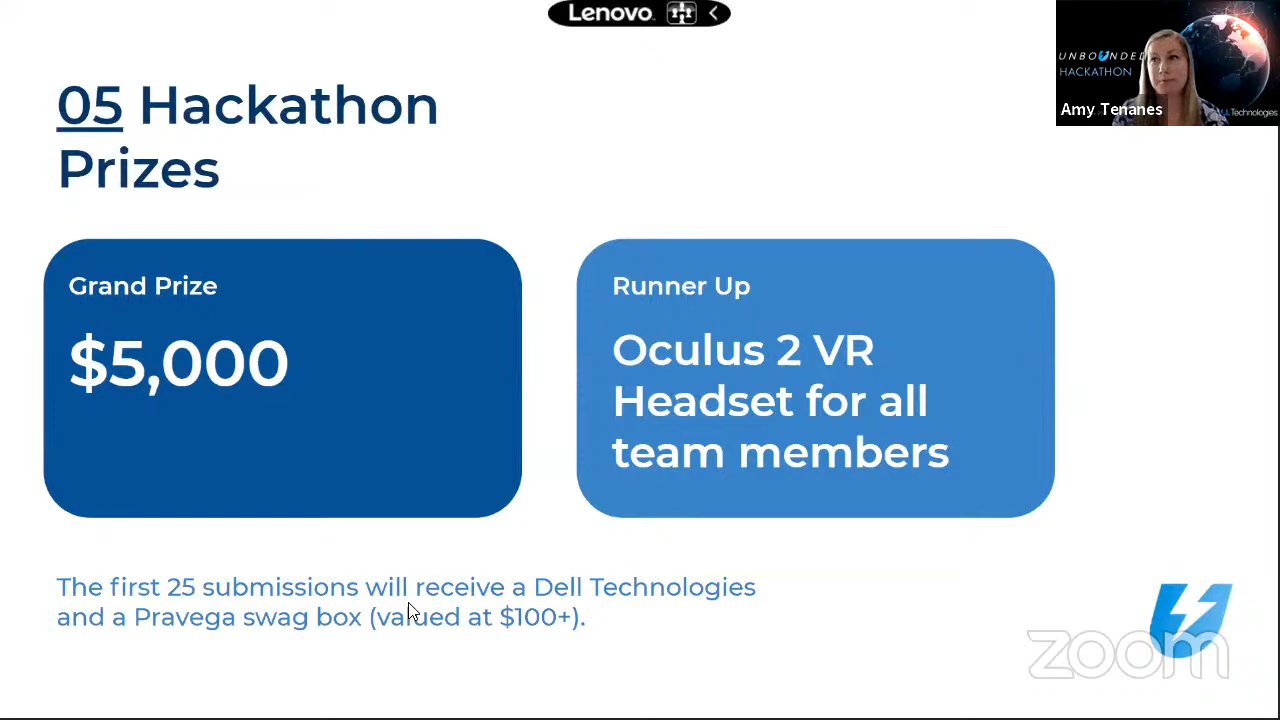 Lenovo
UNBOUNDED
HACKATHON
Amy Tenanes
LLTechnologies
05 Hackathon
Prizes
Grand Prize
$5,000
Runner Up
Oculus 2 VR
Headset for all
team members
The first 25 submissions will receive a Dell Technologies
and a Pravega swag box (valued at $100+).
zoom